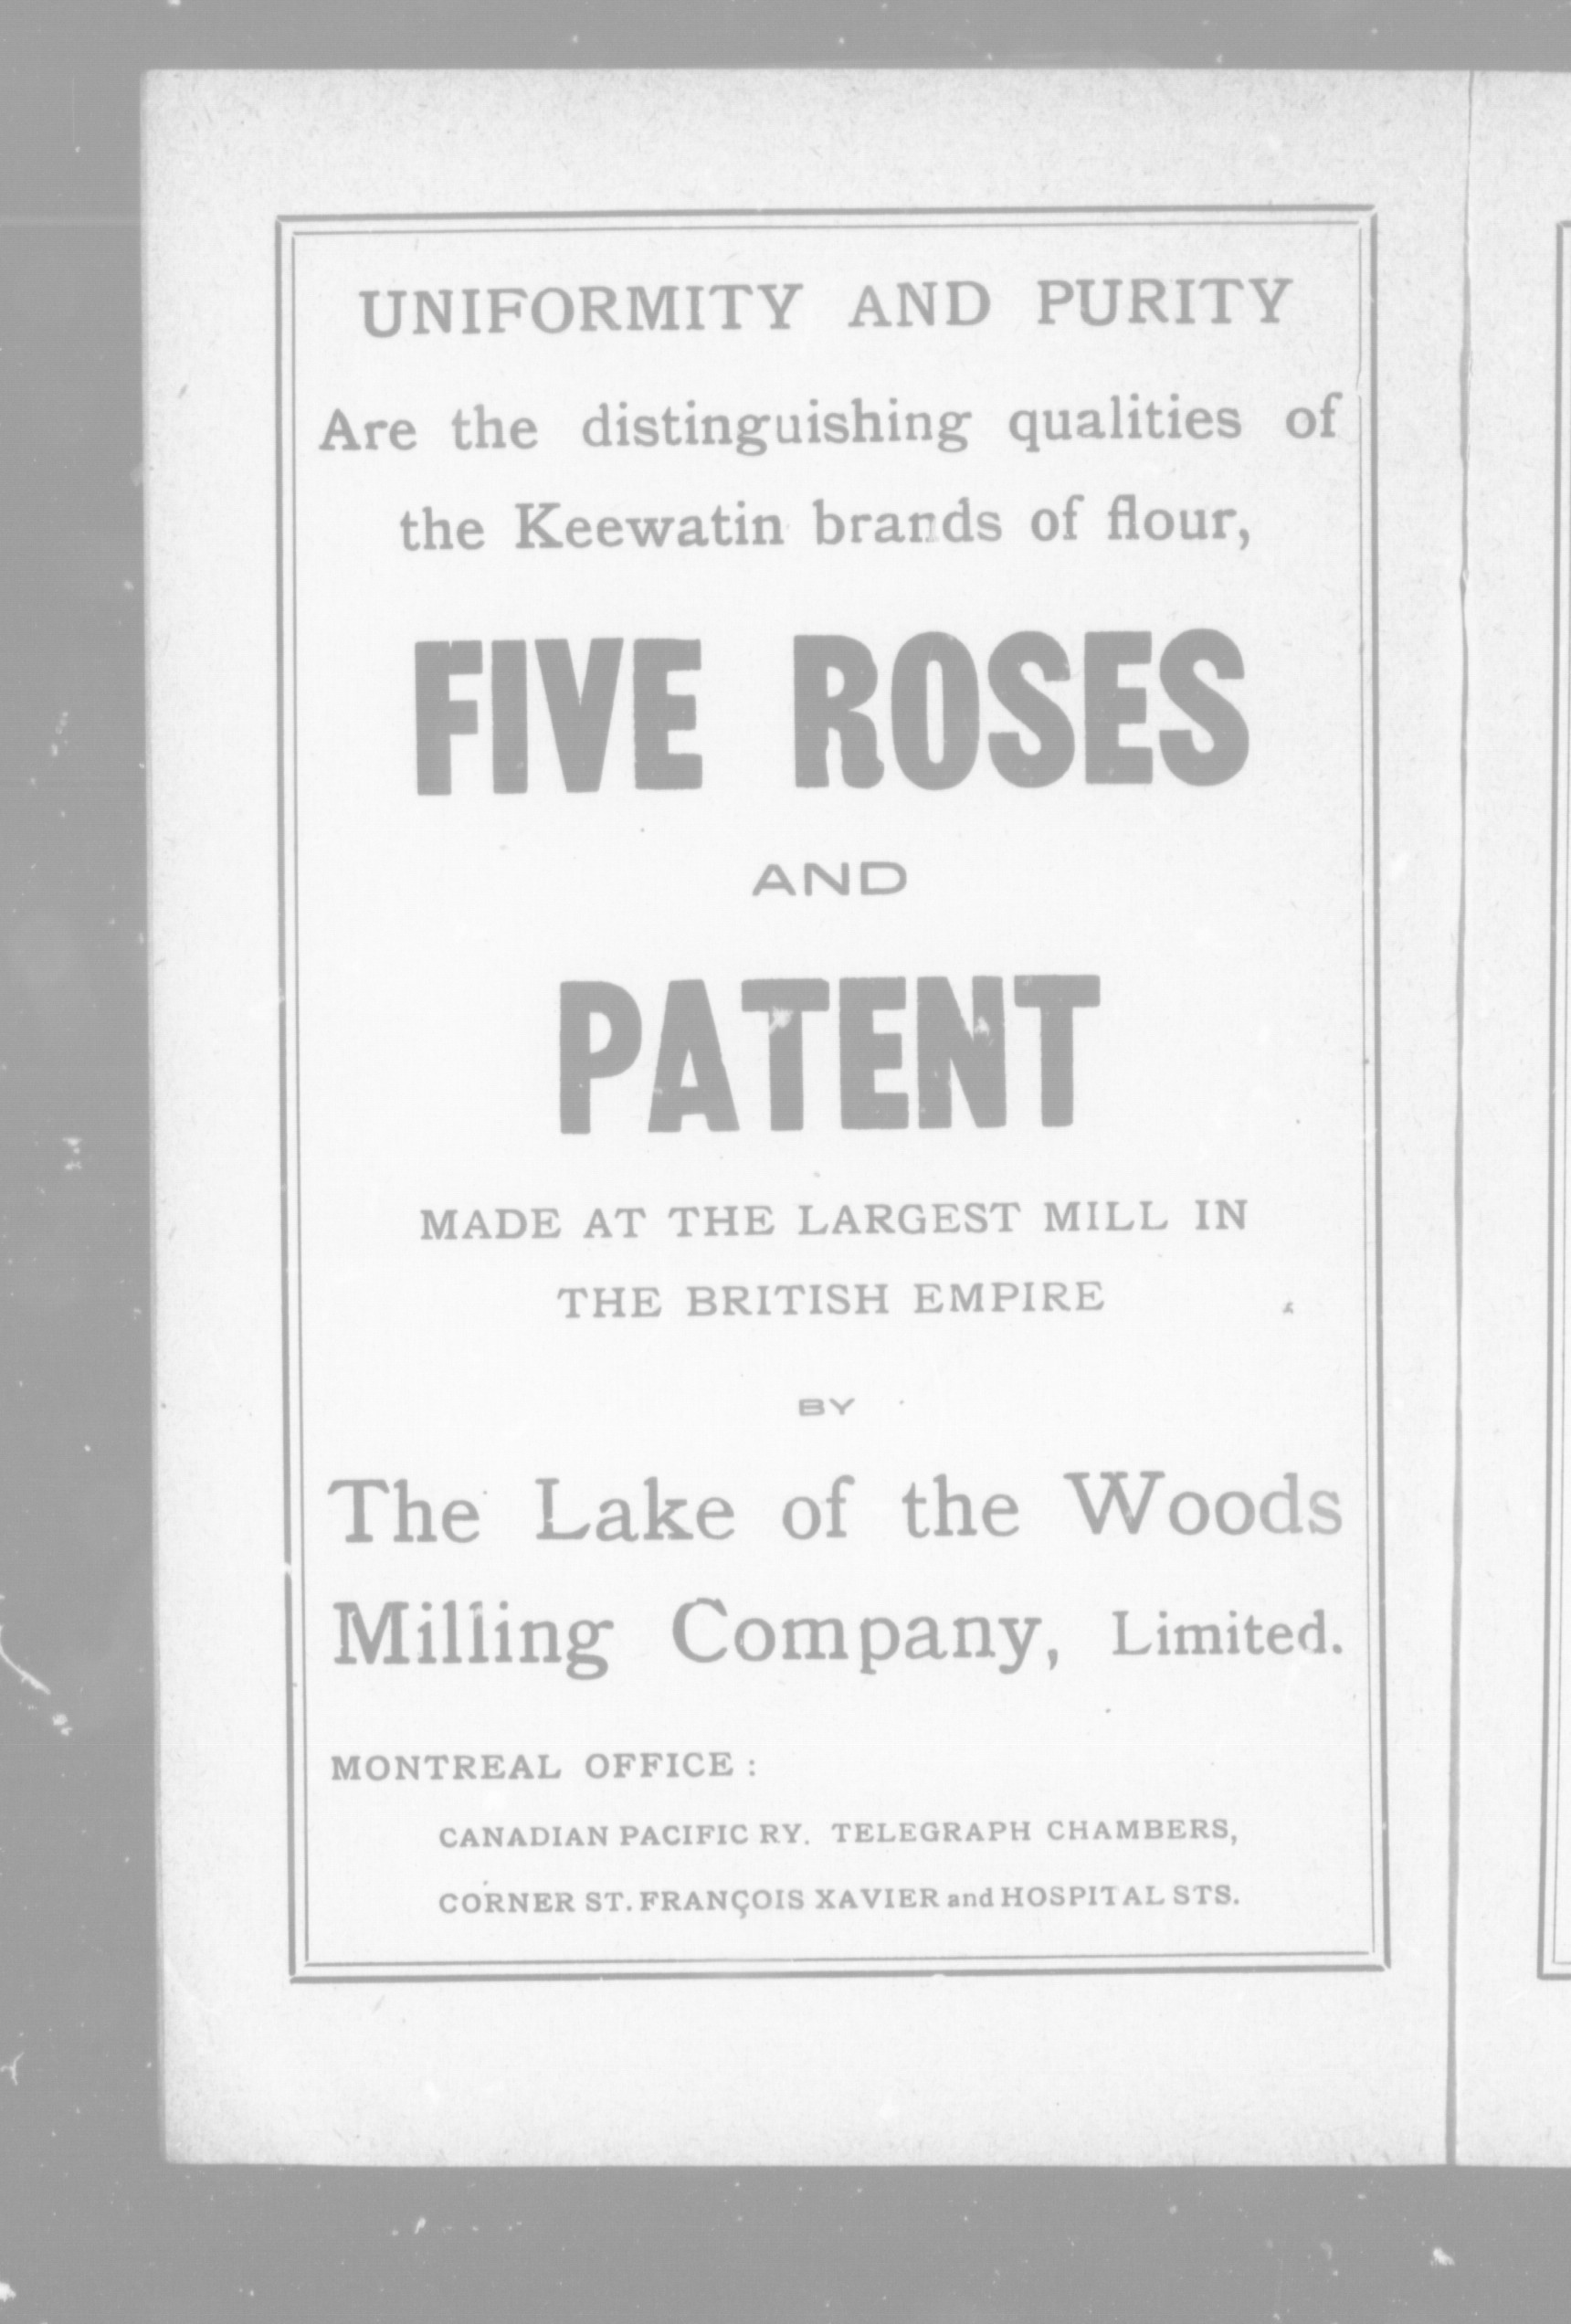 UNIFORMITY AND PURITY
Are the distinguishing qualities of
the Keewatin brands of flour,
FIVE ROSES
AND
PATENT
MADE AT THE LARGEST MILL IN
THE BRITISH EMPIRE
BY
The Lake of the Woods
Milling Company, Limited.
MONTREAL OFFICE :
CANADIAN PACIFIC RY. TELEGRAPH CHAMBERS,
CORNER ST. FRANÇOIS XAVIER and HOSPITAL STS.